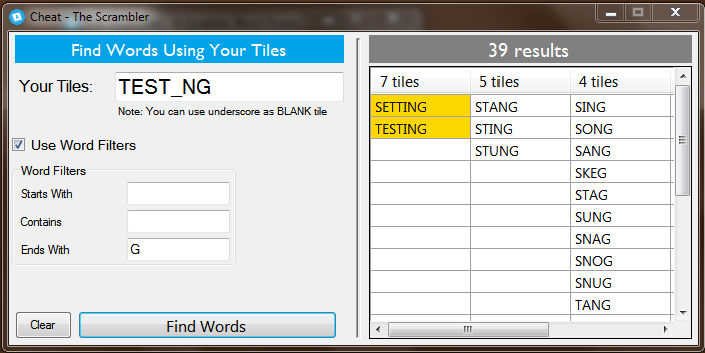 Cheat - The Scrambler
Find Words Using Your Tiles
Your Tiles: TEST_NG
Note: You can use underscore as BLANK tile
Use Word Filters
Word Filters
Starts With
Contains
Ends With G
Clear Find Words
39 results
7 tiles 5 tiles 4 tiles
SETTING STANG SING
TESTING STING SONG
STUNG SANG
SKEG
STAG
SUNG
SNAG
SNOG
SNUG
TANG